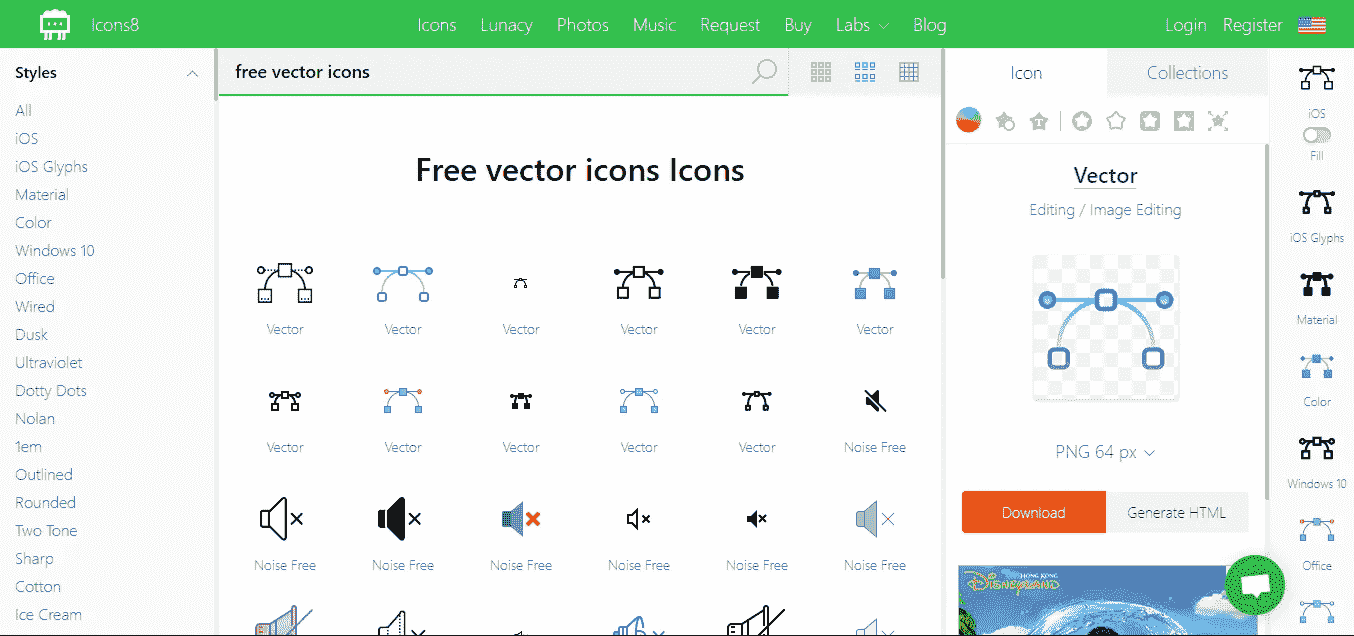 Icons8
Icons Lunacy Photos Music Request Buy Labs Blog
Login Register
Styles
All
iOS
iOS Glyphs
Material
Color
Windows 10
Office
Wired
Dusk
Ultraviolet
Dotty Dots
Nolan
1em
Outlined
Rounded
Two Tone
Sharp
Cotton
Ice Cream
free vector icons
Free vector icons Icons
Vector Vector Vector Vector Vector Vector
Vector Vector Vector Vector Vector Noise Free
Noise Free Noise Free Noise Free Noise Free Noise Free Noise Free
Icon Collections
Vector
Editing / Image Editing
PNG 64 px
Download Generate HTML
HONG KONG
DISNEYLAND
iOS
Fill
iOS Glyphs
Material
Color
Windows 10
Office